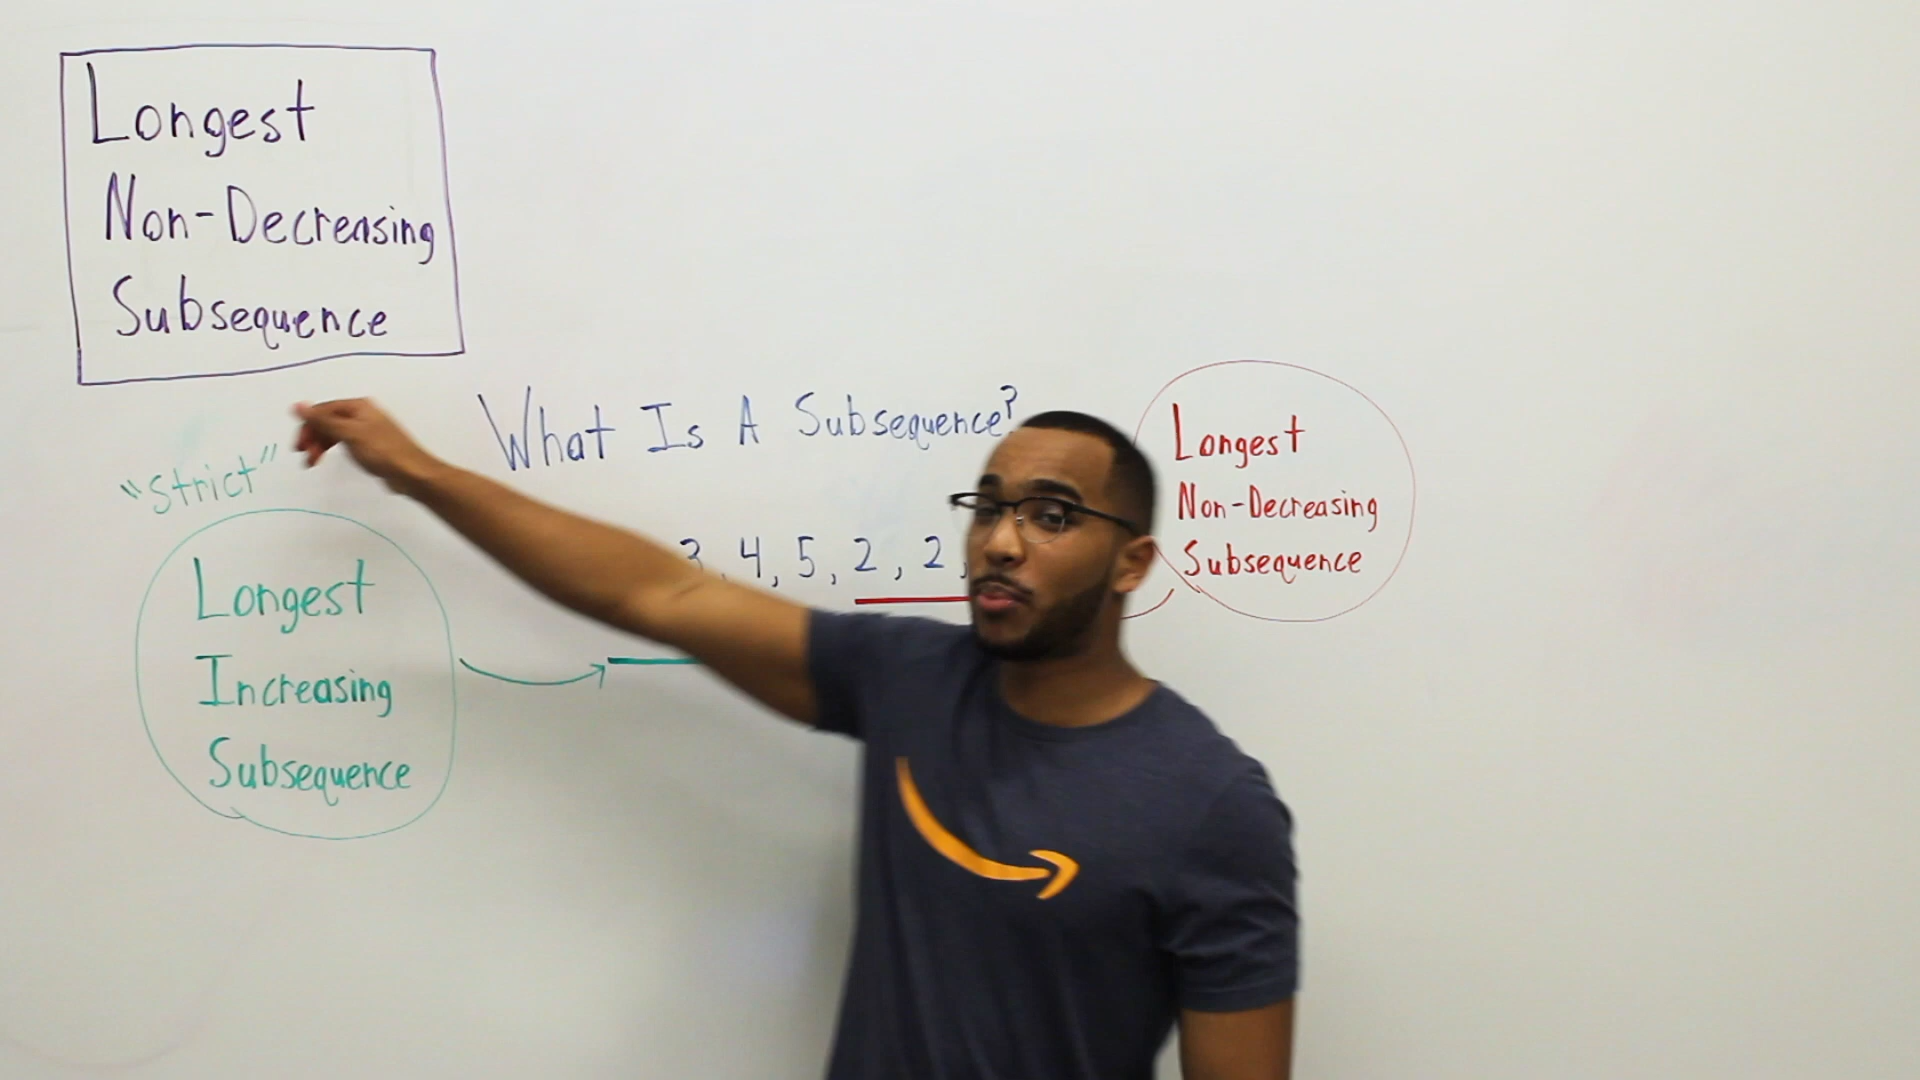 Longest
Non-Decreasing
Subsequence
What Is A Subsequence?
"Strict"
Longest
Increasing
Subsequence
3, 4, 5, 2, 2,
Longest
Non-Decreasing
Subsequence